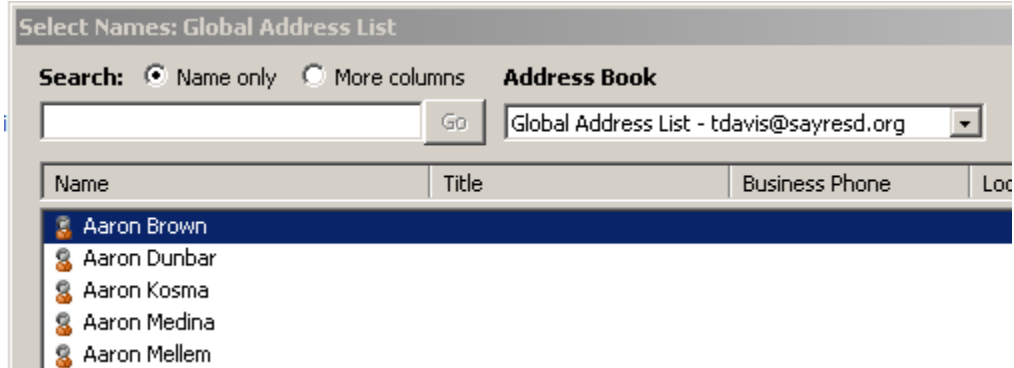 Select Names: Global Address List
Search: Name only More columns Address Book
Go Global Address List - tdavis@sayresd.org
Name Title Business Phone Loc
Aaron Brown
Aaron Dunbar
Aaron Kosma
Aaron Medina
Aaron Mellem